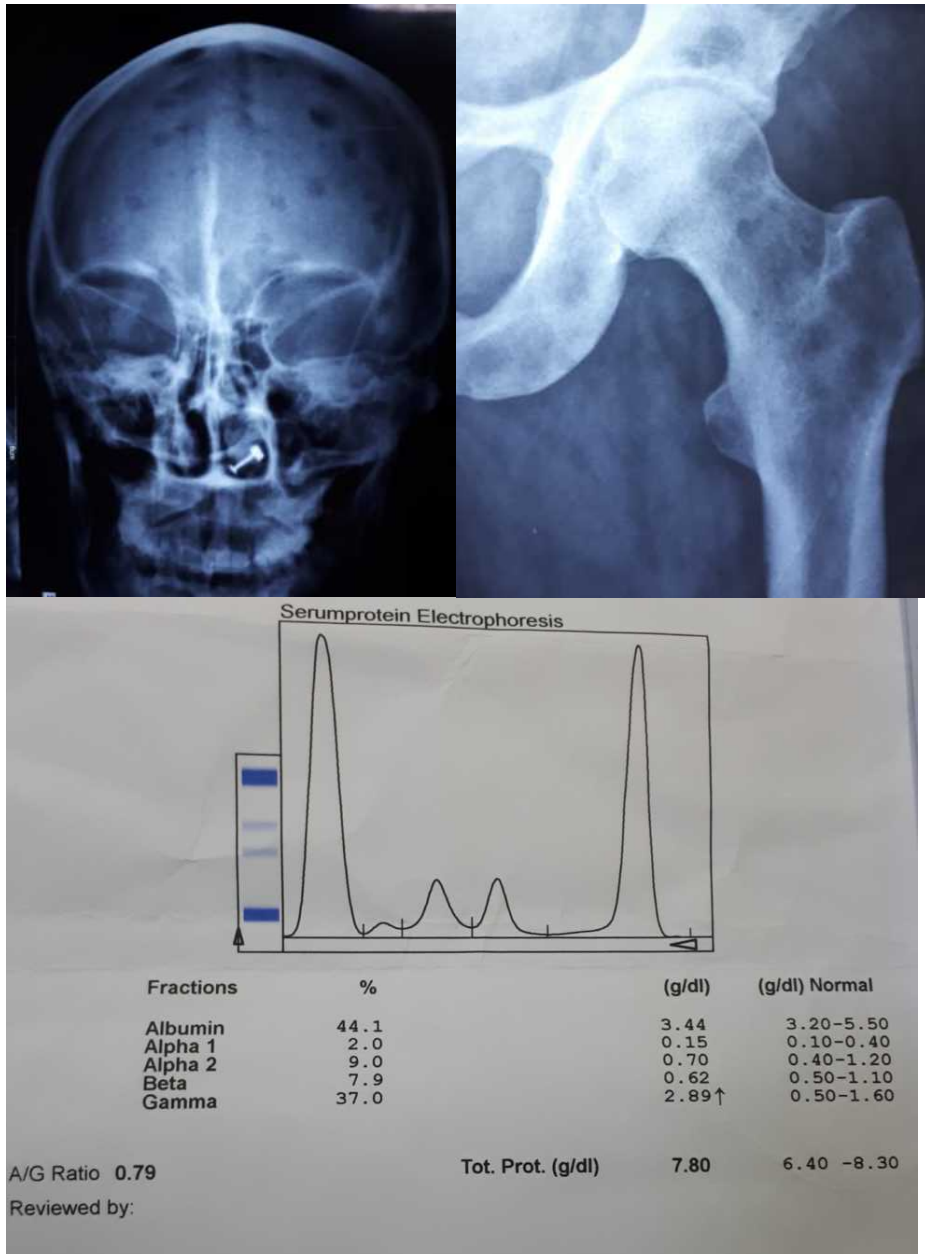 Serumprotein Electrophoresis
Fractions % (g/dl) (g/dl) Normal
Albumin 44.1 3.44 3.20-5.50
Alpha 1 2.0 0.15 0.10-0.40
Alpha 2 9.0 0.70 0.40-1.20
Beta 7.9 0.62 0.50-1.10
Gamma 37.0 2.89↑ 0.50-1.60
A/G Ratio 0.79 Tot. Prot. (g/dl) 7.80 6.40 -8.30
Reviewed by: